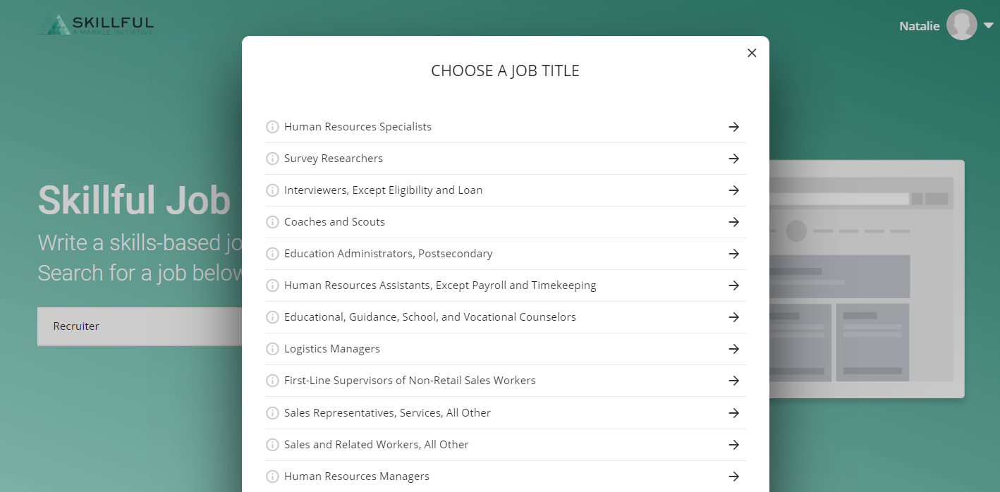 SKILLFUL
A MARKLE INITIATIVE
Natalie
CHOOSE A JOB TITLE
Human Resources Specialists
Survey Researchers
Interviewers, Except Eligibility and Loan
Coaches and Scouts
Education Administrators, Postsecondary
Human Resources Assistants, Except Payroll and Timekeeping
Educational, Guidance, School, and Vocational Counselors
Logistics Managers
First-Line Supervisors of Non-Retail Sales Workers
Sales Representatives, Services, All Other
Sales and Related Workers, All Other
Human Resources Managers
Skillful Job
Write a skills-based jo
Search for a job below
Recruiter